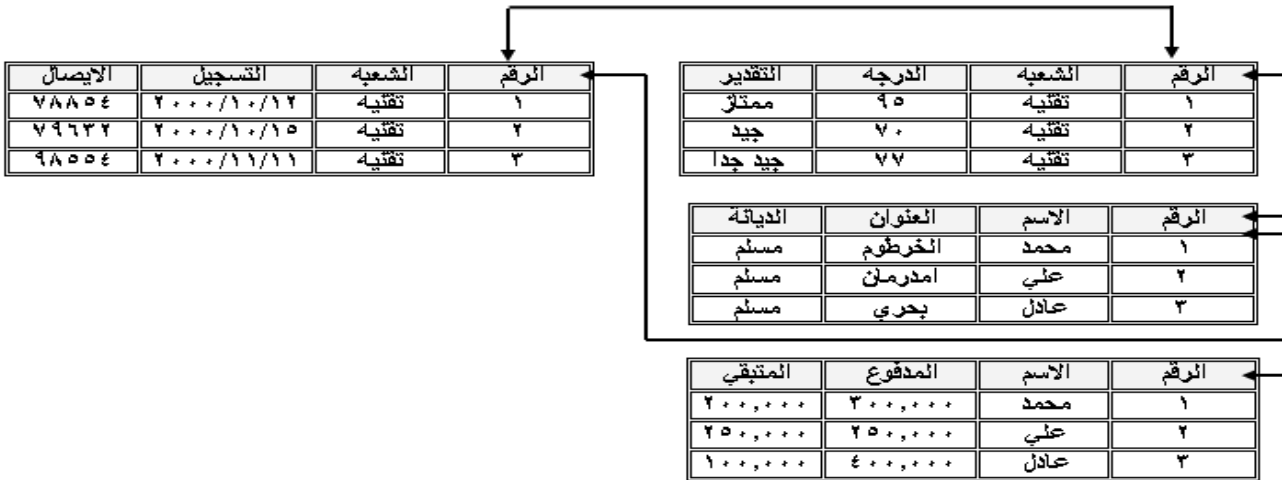 الرقم الشعبه الدرجه التقدير
١ تقنيه ٩٥ ممتاز
٢ تقنيه ٧٠ جيد
٣ تقنيه ٧٧ جيد جدا
الرقم الشعبه التسجيل الايصال
١ تقنيه ٢٠٠٠/١٠/١٢ ٧٨٨٥٤
٢ تقنيه ٢٠٠٠/١٠/١٥ ٧٩٦٣٢
٣ تقنيه ٢٠٠٠/١١/١١ ٩٨٥٥٤
الرقم الاسم العنوان الديانة
١ محمد الخرطوم مسلم
٢ علي امدرمان مسلم
٣ عادل بحري مسلم
الرقم الاسم المدفوع المتبقي
١ محمد ٣٠٠,٠٠٠ ٢٠٠,٠٠٠
٢ علي ٢٥٠,٠٠٠ ٢٥٠,٠٠٠
٣ عادل ٤٠٠,٠٠٠ ١٠٠,٠٠٠